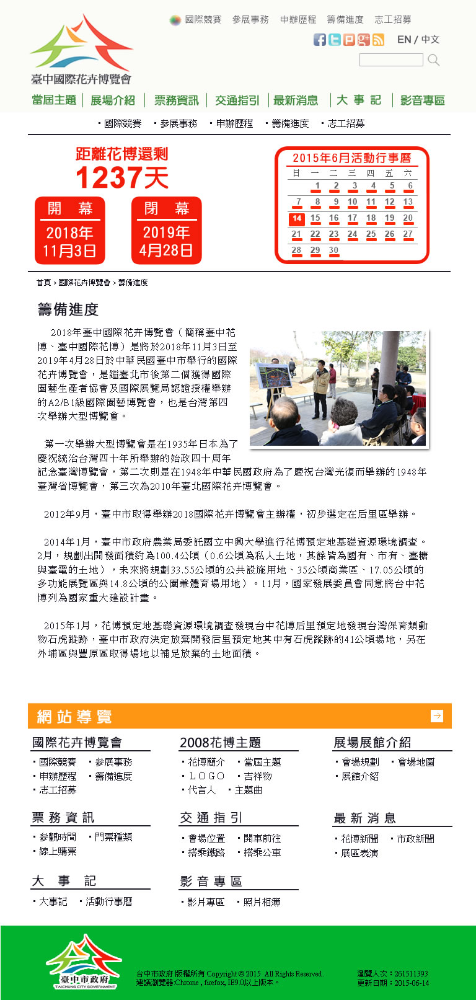 國際競賽 參展事務 申辦歷程 籌備進度 志工招募
EN / 中文
臺中國際花卉博覽會
當屆主題 展場介紹 票務資訊 交通指引 最新消息 大事記 影音專區
・國際競賽 ・參展事務 ・申辦歷程 ・籌備進度 ・志工招募
距離花博還剩
1237天
開 幕
2018年
11月3日
閉 幕
2019年
4月28日
2015年6月活動行事曆
日 一 二 三 四 五 六
1 2 3 4 5 6
7 8 9 10 11 12 13
14 15 16 17 18 19 20
21 22 23 24 25 26 27
28 29 30
首頁 > 國際花卉博覽會 > 籌備進度
籌備進度
2018年臺中國際花卉博覽會（簡稱臺中花
博、臺中國際花博）是將於2018年11月3日至
2019年4月28日於中華民國臺中市舉行的國際
花卉博覽會，是繼臺北市後第二個獲得國際
園藝生產者協會及國際展覽局認證授權舉辦
的A2/B1級國際園藝博覽會，也是台灣第四
次舉辦大型博覽會。
第一次舉辦大型博覽會是在1935年日本為了
慶祝統治台灣四十年所舉辦的始政四十周年
記念臺灣博覽會，第二次則是在1948年中華民國政府為了慶祝台灣光復而舉辦的1948年
臺灣省博覽會，第三次為2010年臺北國際花卉博覽會。
2012年9月，臺中市取得舉辦2018國際花卉博覽會主辦權，初步選定在后里區舉辦。
2014年1月，臺中市政府農業局委託國立中興大學進行花博預定地基礎資源環境調查。
2月，規劃出開發面積約為100.4公頃（0.6公頃為私人土地，其餘皆為國有、市有、臺糖
與臺電的土地），未來將規劃33.55公頃的公共設施用地、35公頃商業區、17.05公頃的
多功能展覽區與14.8公頃的公園兼體育場用地）。11月，國家發展委員會同意將台中花
博列為國家重大建設計畫。
2015年1月，花博預定地基礎資源環境調查發現台中花博后里預定地發現台灣保育類動
物石虎蹤跡，臺中市政府決定放棄開發后里預定地其中有石虎蹤跡的41公頃場地，另在
外埔區與豐原區取得場地以補足放棄的土地面積。
網站導覽
國際花卉博覽會
・國際競賽 ・參展事務
・申辦歷程 ・籌備進度
・志工招募
2008花博主題
・花博簡介 ・當屆主題
・ＬＯＧＯ ・吉祥物
・代言人 ・主題曲
展場展館介紹
・會場規劃 ・會場地圖
・展館介紹
票務資訊
・參觀時間 ・門票種類
・線上購票
交通指引
・會場位置 ・開車前往
・搭乘鐵路 ・搭乘公車
最新消息
・花博新聞 ・市政新聞
・展區表演
大 事 記
・大事記 ・活動行事曆
影音專區
・影片專區 ・照片相簿
臺中市政府
TAICHUNG CITY GOVERNMENT
台中市政府 版權所有 Copyright © 2015 All Rights Reserved.
建議瀏覽器:Chrome , firefox, IE9.0以上版本。
瀏覽人次：261511393
更新日期：2015-06-14